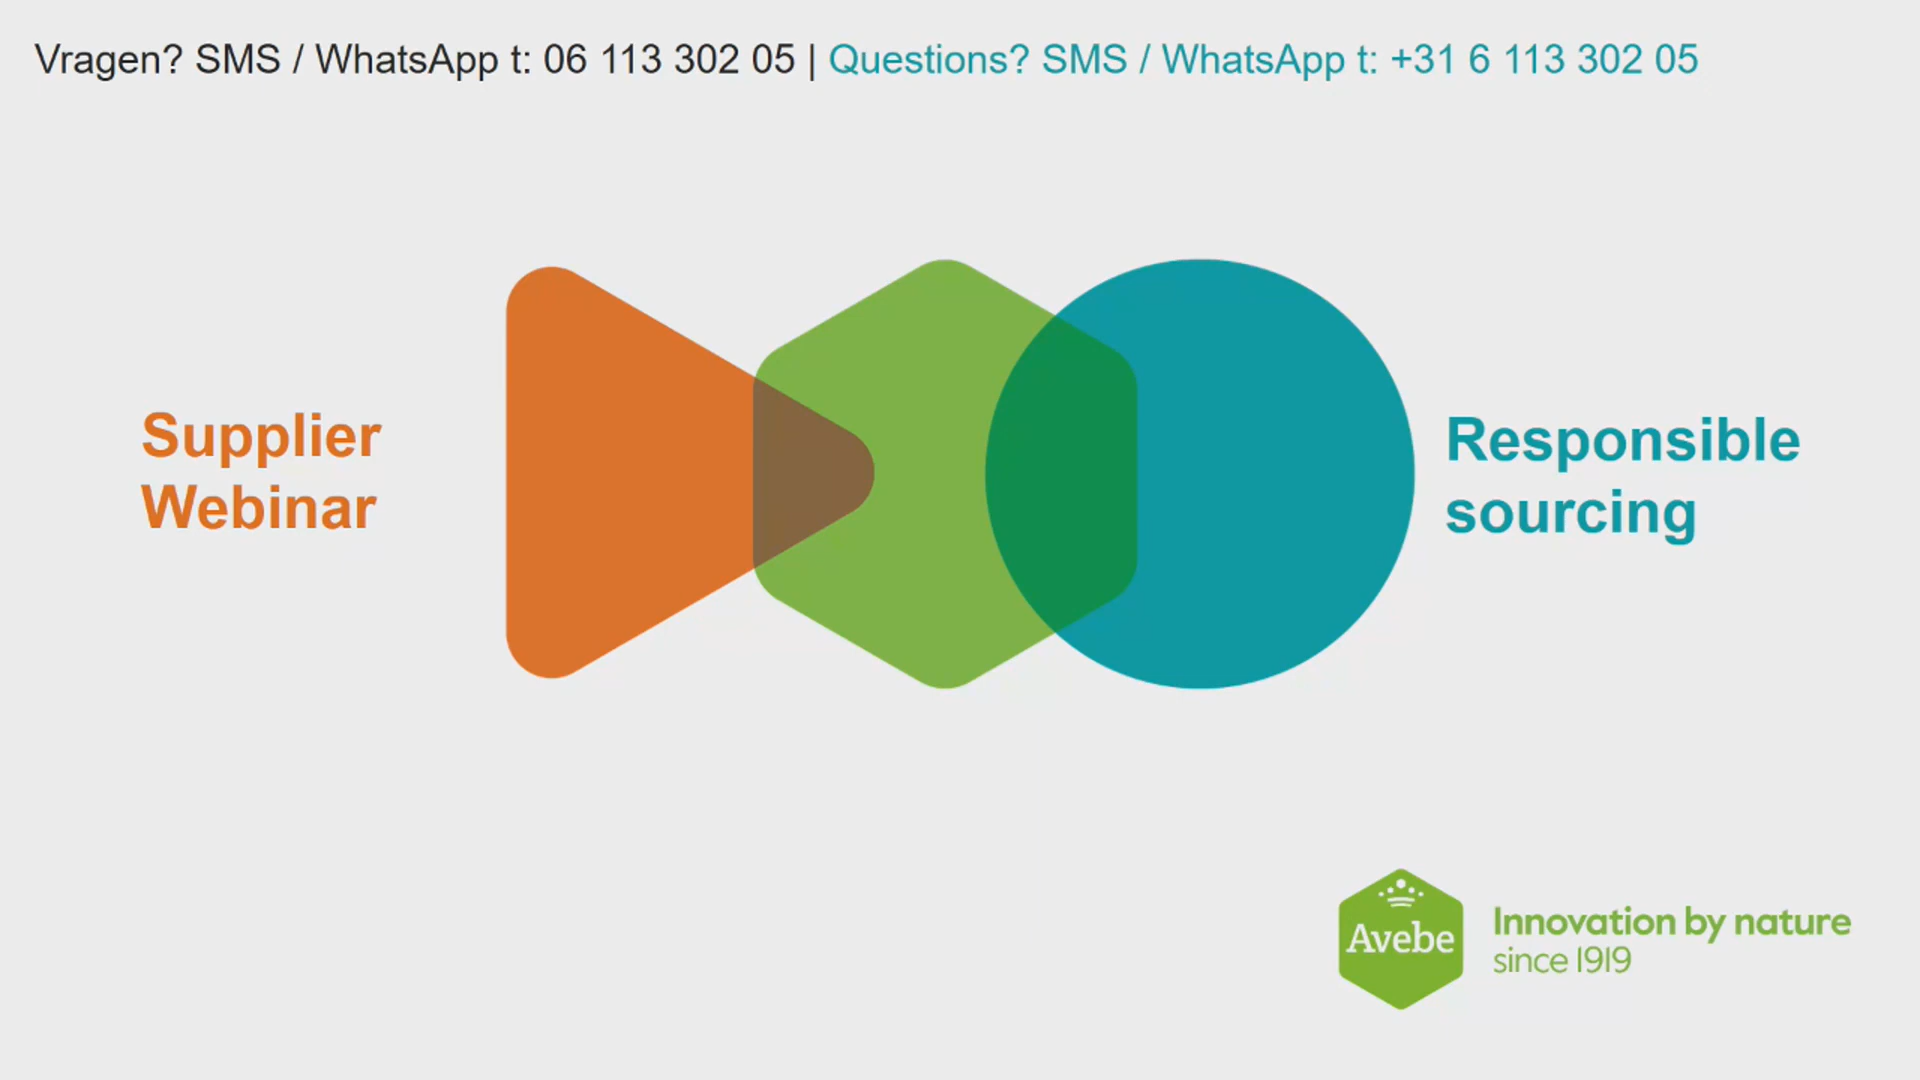 Vragen? SMS / WhatsApp t: 06 113 302 05 | Questions? SMS / WhatsApp t: +31 6 113 302 05
Supplier
Webinar
Responsible
sourcing
Avebe
Innovation by nature
since 1919